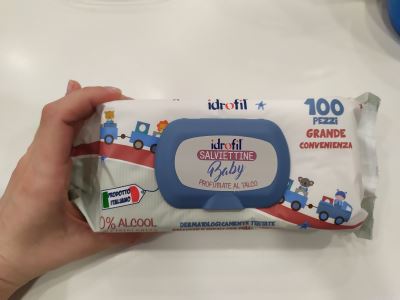 idrofil
100
PEZZI
GRANDE
CONVENIENZA
idrofil
SALVIETTINE
Baby
PROFUMATE AL TALCO
PRODOTTO
ITALIANO
0% ALCOOL
DERMATOLOGICAMENTE TESTATE